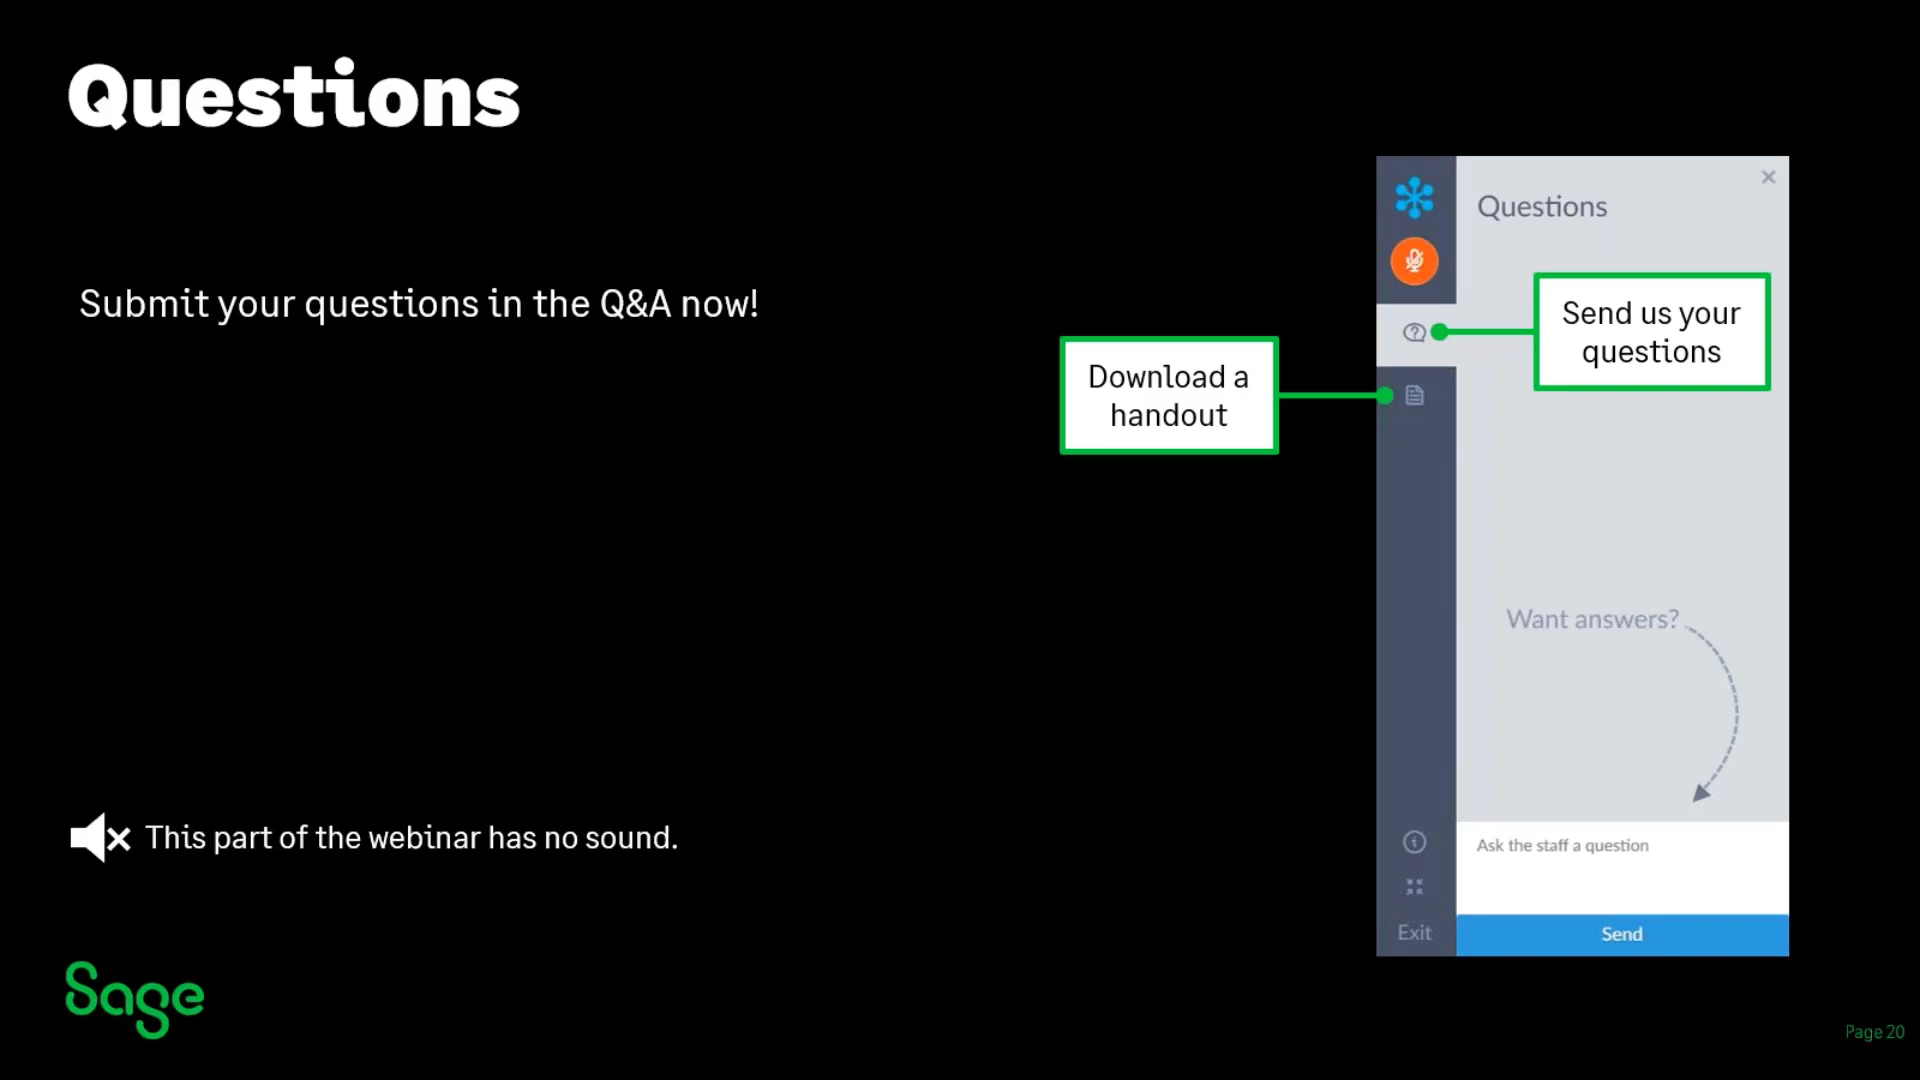 Questions
Submit your questions in the Q&A now!
Questions
Send us your
questions
Download a
handout
Want answers?
This part of the webinar has no sound.
Ask the staff a question
Exit
Send
Sage
Page 20